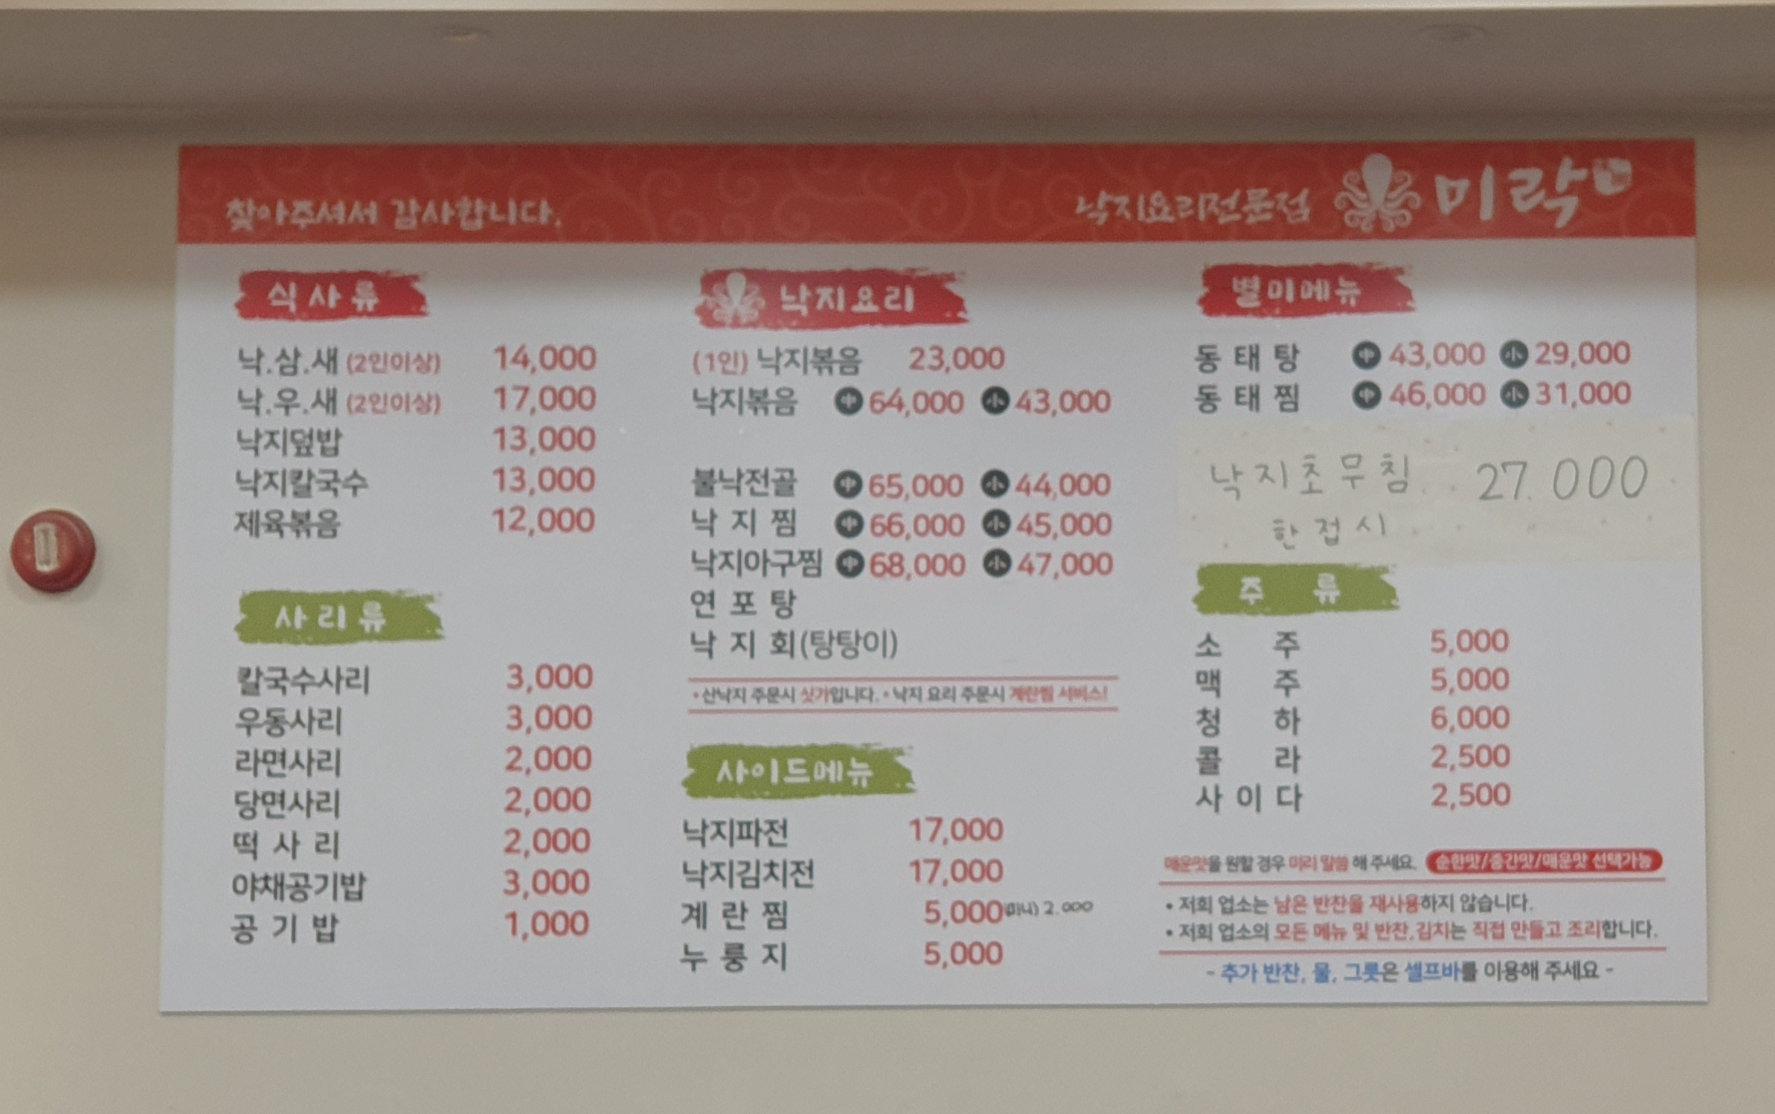 찾아주셔서 감사합니다.
낙지요리전문점 미락
식사류
낙.삼.새 (2인이상) 14,000
낙.우.새 (2인이상) 17,000
낙지덮밥 13,000
낙지칼국수 13,000
제육볶음 12,000
사리류
칼국수사리 3,000
우동사리 3,000
라면사리 2,000
당면사리 2,000
떡 사 리 2,000
야채공기밥 3,000
공 기 밥 1,000
낙지요리
(1인) 낙지볶음 23,000
낙지볶음 中 64,000 小 43,000
불낙전골 中 65,000 小 44,000
낙 지 찜 中 66,000 小 45,000
낙지아구찜 中 68,000 小 47,000
연 포 탕
낙 지 회(탕탕이)
• 산낙지 주문시 싯가입니다. • 낙지 요리 주문시 계란찜 서비스!
사이드메뉴
낙지파전 17,000
낙지김치전 17,000
계 란 찜 5,000 미니) 2.000
누 룽 지 5,000
별미메뉴
동 태 탕 中 43,000 小 29,000
동 태 찜 中 46,000 小 31,000
낙지초무침 27.000
한접시
주 류
소 주 5,000
맥 주 5,000
청 하 6,000
콜 라 2,500
사 이 다 2,500
매운맛을 원할 경우 미리 말씀 해 주세요. 순한맛/중간맛/매운맛 선택가능
• 저희 업소는 남은 반찬을 재사용하지 않습니다.
• 저희 업소의 모든 메뉴 및 반찬,김치는 직접 만들고 조리합니다.
- 추가 반찬, 물, 그릇은 셀프바를 이용해 주세요 -